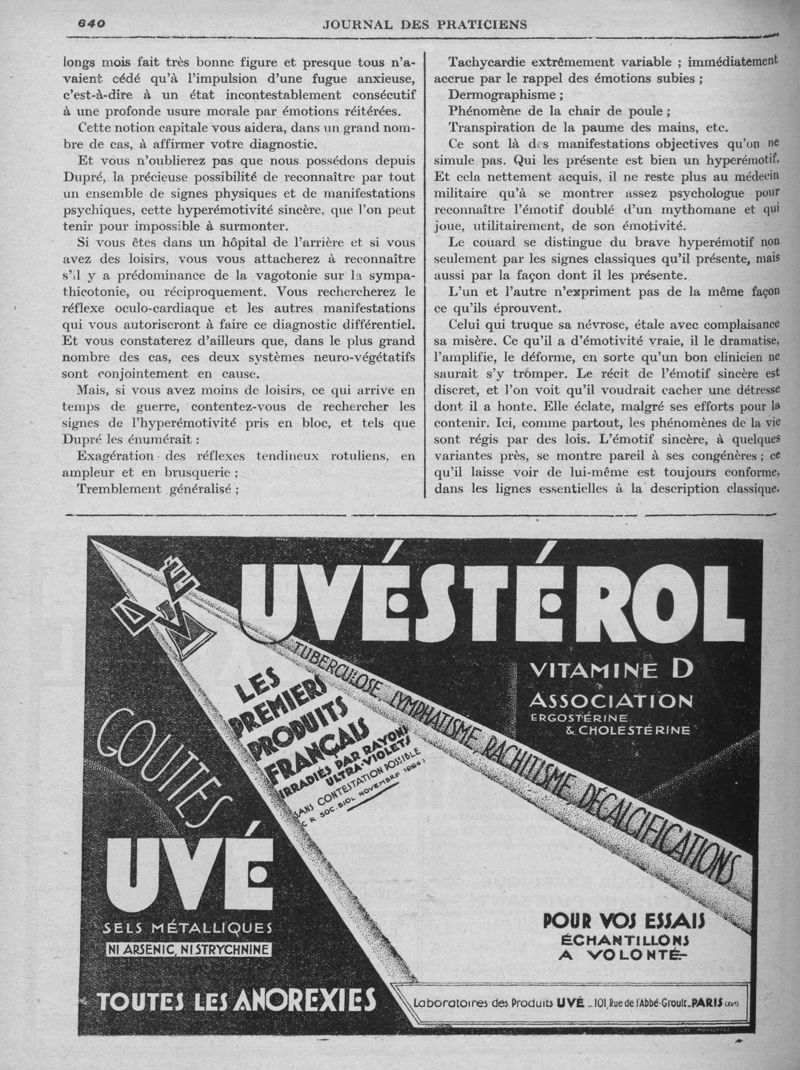 640
JOURNAL DES PRATICIENS
longs mois fait très bonne figure et presque tous n'a-
vaient cédé qu'à l'impulsion d'une fugue anxieuse,
c'est-à-dire à un état incontestablement consécutif
à une profonde usure morale par émotions réitérées.
Cette notion capitale vous aidera, dans un grand nom-
bre de cas, à affirmer votre diagnostic.
Et vous n'oublierez pas que nous possédons depuis
Dupré, la précieuse possibilité de reconnaître par tout
un ensemble de signes physiques et de manifestations
psychiques, cette hyperémotivité sincère, que l'on peut
tenir pour impossible à surmonter.
Si vous êtes dans un hôpital de l'arrière et si vous
avez des loisirs, vous vous attacherez à reconnaître
s'il y a prédominance de la vagotonie sur la sympa-
thicotonie, ou réciproquement. Vous rechercherez le
réflexe oculo-cardiaque et les autres manifestations
qui vous autoriseront à faire ce diagnostic différentiel.
Et vous constaterez d'ailleurs que, dans le plus grand
nombre des cas, ces deux systèmes neuro-végétatifs
sont conjointement en cause.
Mais, si vous avez moins de loisirs, ce qui arrive en
temps de guerre, contentez-vous de rechercher les
signes de l'hyperémotivité pris en bloc, et tels que
Dupré les énumérait :
Exagération des réflexes tendineux rotuliens, en
ampleur et en brusquerie ;
Tremblement généralisé ;
Tachycardie extrêmement variable ; immédiatement
accrue par le rappel des émotions subies ;
Dermographisme ;
Phénomène de la chair de poule ;
Transpiration de la paume des mains, etc.
Ce sont là des manifestations objectives qu'on ne
simule pas. Qui les présente est bien un hyperémotif.
Et cela nettement acquis, il ne reste plus au médecin
militaire qu'à se montrer assez psychologue pour
reconnaître l'émotif doublé d'un mythomane et qui
joue, utilitairement, de son émotivité.
Le couard se distingue du brave hyperémotif non
seulement par les signes classiques qu'il présente, mais
aussi par la façon dont il les présente.
L'un et l'autre n'expriment pas de la même façon
ce qu'ils éprouvent.
Celui qui truque sa névrose, étale avec complaisance
sa misère. Ce qu'il a d'émotivité vraie, il le dramatise,
l'amplifie, le déforme, en sorte qu'un bon clinicien ne
saurait s'y tromper. Le récit de l'émotif sincère est
discret, et l'on voit qu'il voudrait cacher une détresse
dont il a honte. Elle éclate, malgré ses efforts pour la
contenir. Ici, comme partout, les phénomènes de la vie
sont régis par des lois. L'émotif sincère, à quelques
variantes près, se montre pareil à ses congénères ; ce
qu'il laisse voir de lui-même est toujours conforme,
dans les lignes essentielles à la description classique.
UVÉSTÉROL
VITAMINE D
ASSOCIATION
ERGOSTÉRINE
& CHOLÉSTÉRINE
TUBERCULOSE, LYMPHATISME, RACHITISME, DÉCALCIFICATIONS
LES
PREMIERS
PRODUITS
FRANÇAIS
IRRADIÉS PAR RAYONS
ULTRA-VIOLETS
SANS CONTESTATION POSSIBLE
C R SOC. BIOL NOVEMBRE 1924)
GOUTTES
UVÉ
SELS MÉTALLIQUES
NI ARSENIC, NI STRYCHNINE
TOUTES LES ANOREXIES
POUR VOS ESSAIS
ÉCHANTILLONS
A VOLONTÉ
Laboratoires des Produits UVÉ _ 101, Rue de l'Abbé-Groult_PARIS (XVe)